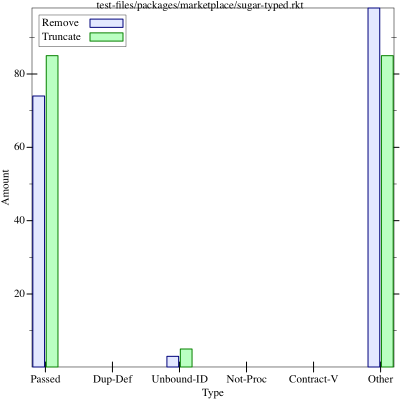 test-files/packages/marketplace/sugar-typed.rkt
Remove
Truncate
80
60
40
20
Amount
Passed Dup-Def Unbound-ID Not-Proc Contract-V Other
Type